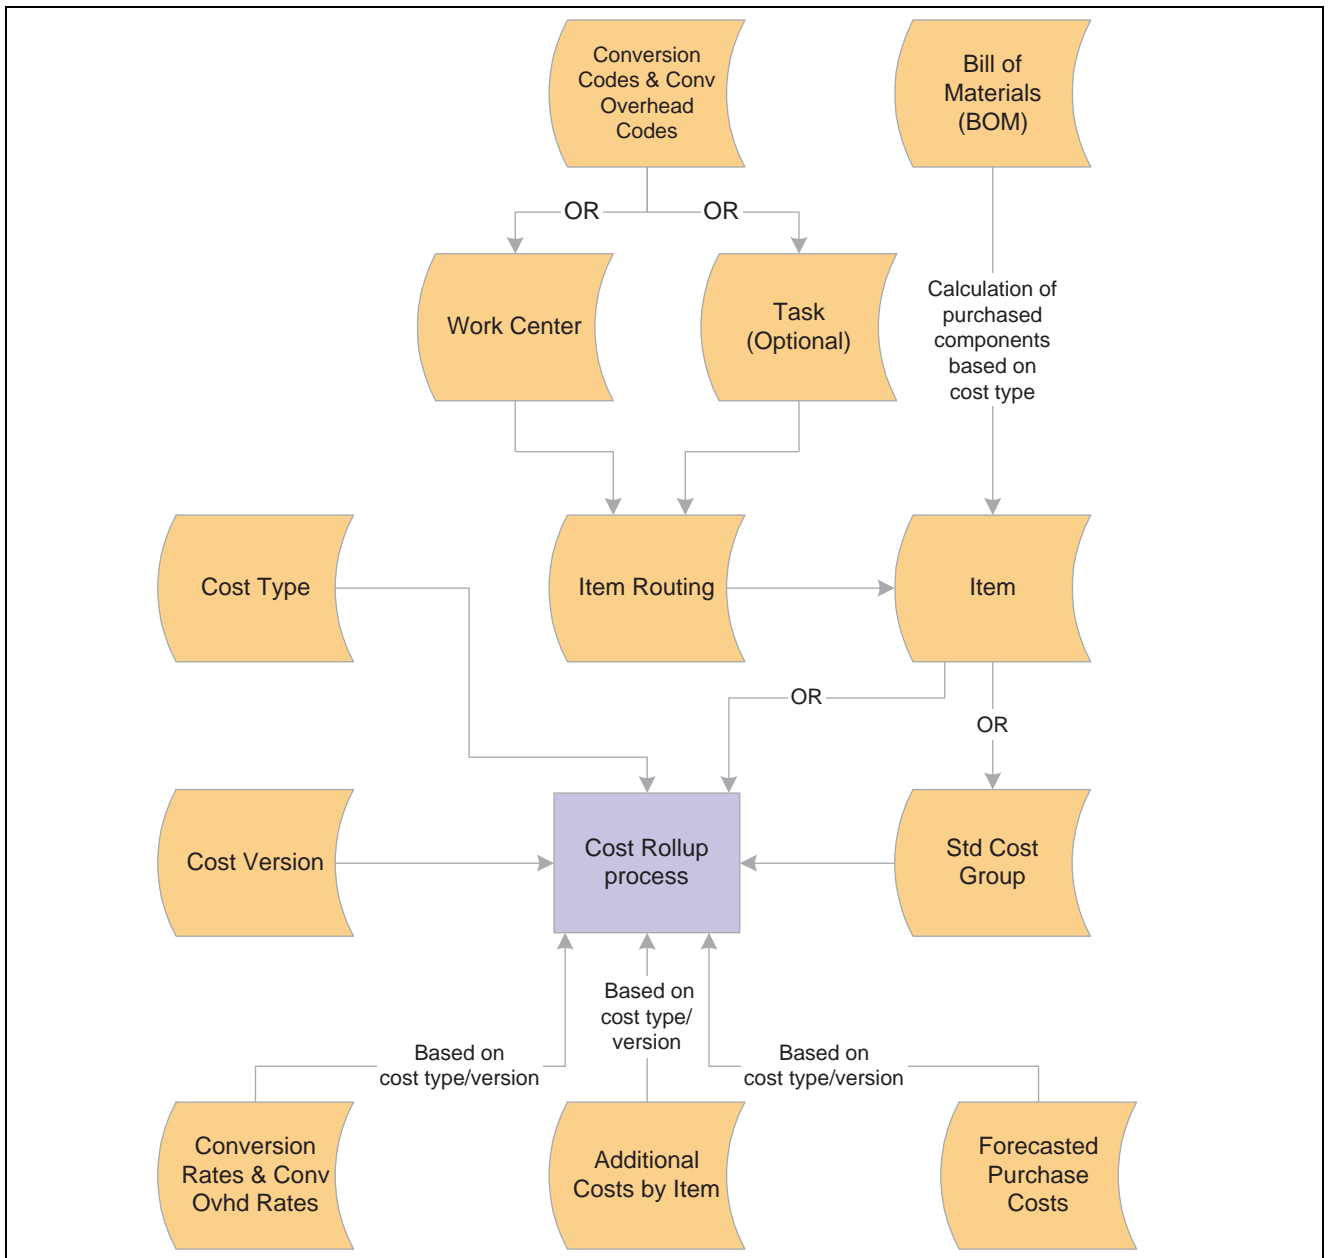 Conversion
Codes & Conv
Overhead
Codes
Bill of
Materials
(BOM)
OR
OR
Work Center
Task
(Optional)
Calculation of
purchased
components
based on
cost type
Cost Type
Item Routing
Item
OR
OR
Cost Version
Cost Rollup
process
Std Cost
Group
Based on
cost type/
version
Based on
cost type/version
Based on
cost type/version
Conversion
Rates & Conv
Ovhd Rates
Additional
Costs by Item
Forecasted
Purchase
Costs